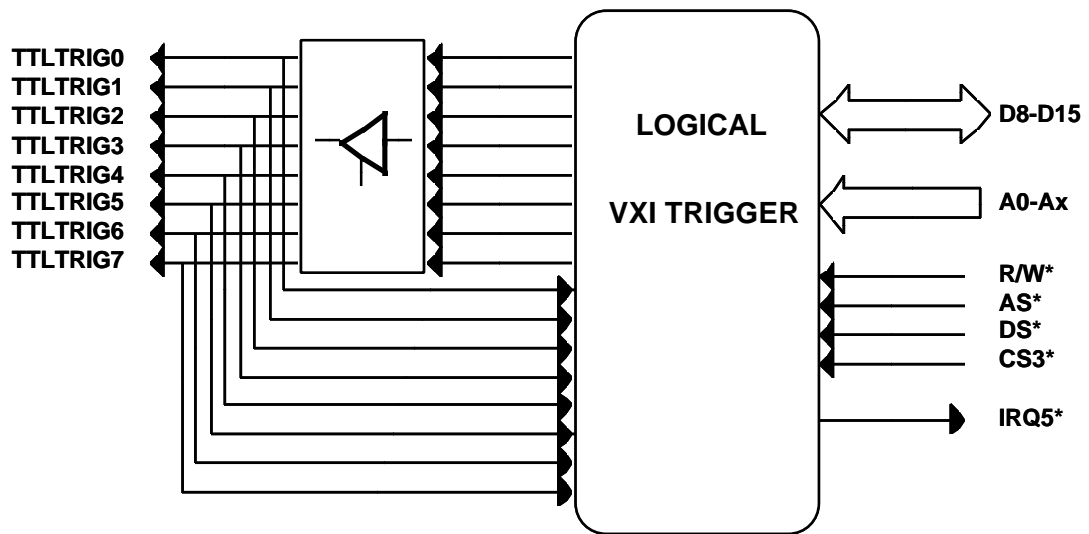 TTLTRIG0
TTLTRIG1
TTLTRIG2
TTLTRIG3
TTLTRIG4
TTLTRIG5
TTLTRIG6
TTLTRIG7
LOGICAL
VXI TRIGGER
D8-D15
A0-Ax
R/W*
AS*
DS*
CS3*
IRQ5*